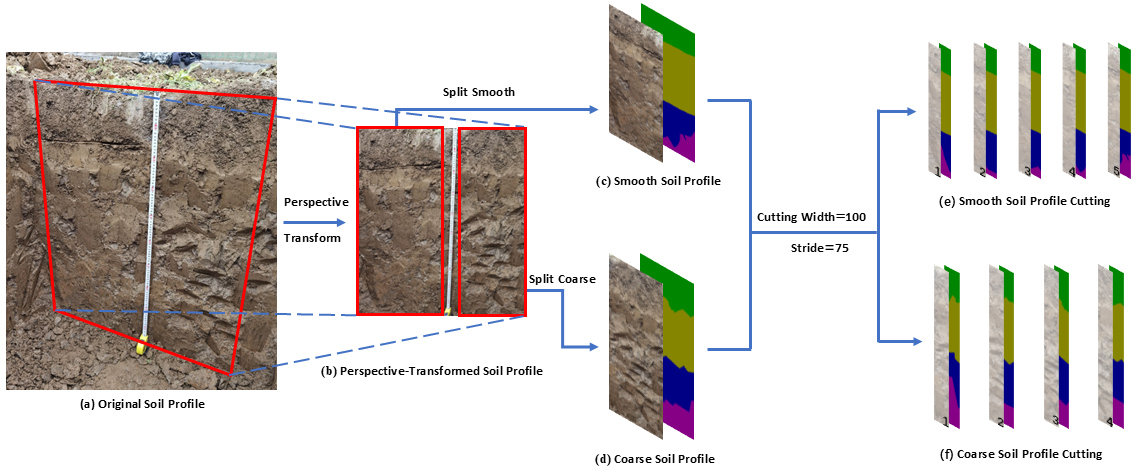 Split Smooth
(c) Smooth Soil Profile
Perspective
Transform
Split Coarse
(a) Original Soil Profile
(b) Perspective-Transformed Soil Profile
(d) Coarse Soil Profile
Cutting Width=100
Stride=75
1 2 3 4 5
(e) Smooth Soil Profile Cutting
1 2 3 4
(f) Coarse Soil Profile Cutting